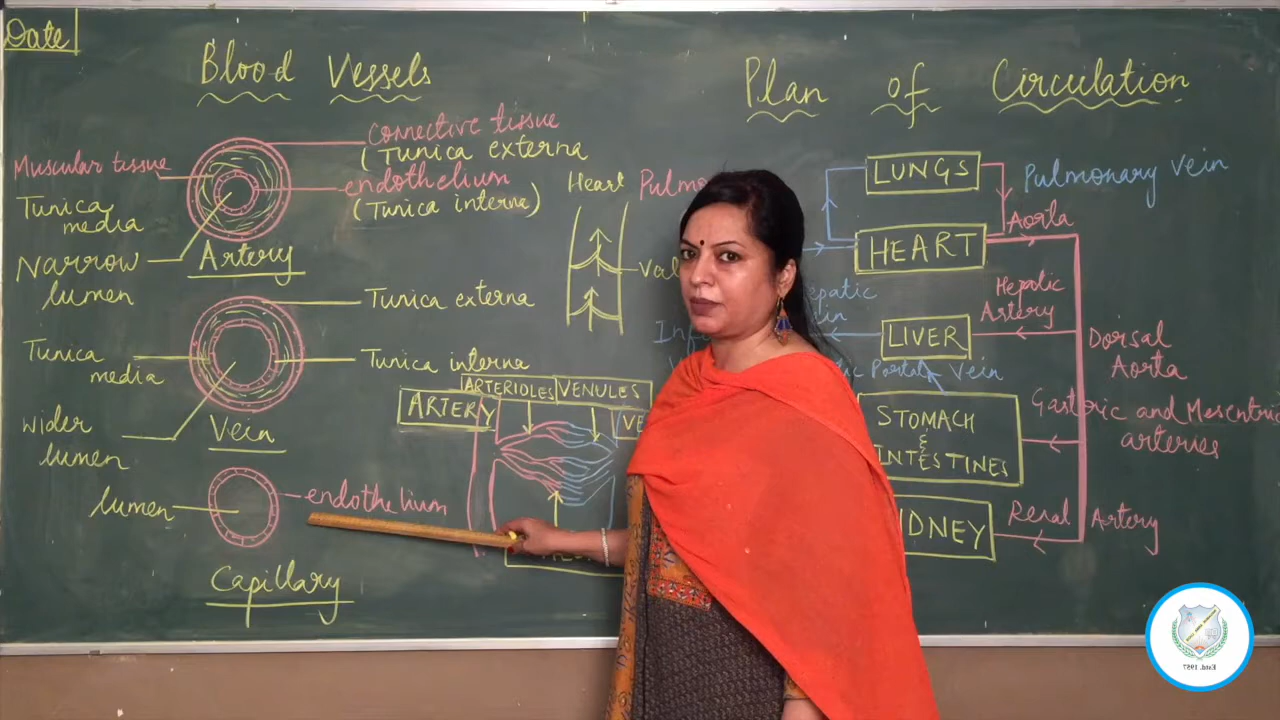 Date
Blood Vessels
Connective tissue
(Tunica externa
Muscular tissue
endothelium
(Tunica interna)
Tunica
media
Narrow
lumen
Artery
Tunica externa
Tunica
media
Tunica interna
Wider
lumen
Vein
lumen
endothelium
Capillary
Heart
ARTERIOLES
VENULES
ARTERY
Plan of Circulation
LUNGS
Pulmonary Vein
Aorta
HEART
Hepatic
Artery
LIVER
Dorsal
Aorta
Vein
STOMACH
&
INTESTINES
Gastric and Mesentric
arteries
Renal Artery
Estd. 1957